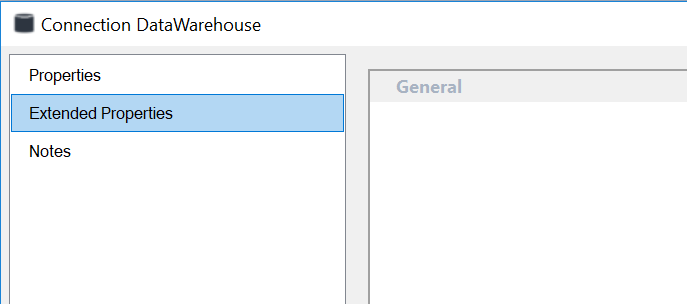 Connection DataWarehouse
Properties
Extended Properties
Notes
General